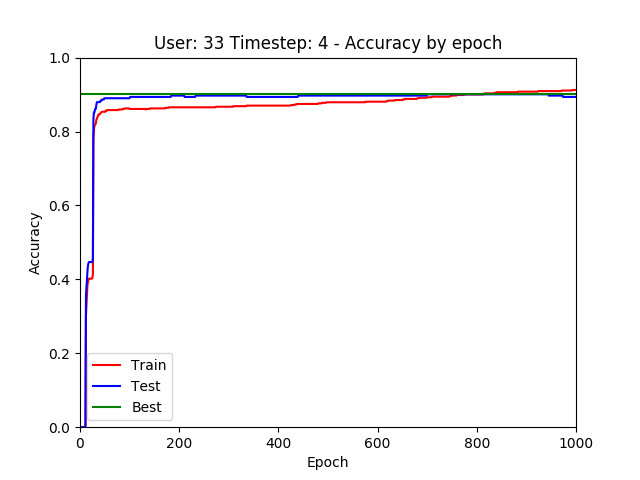 User: 33 Timestep: 4 - Accuracy by epoch
1.0
0.8
0.6
0.4
0.2
0.0
Accuracy
Train
Test
Best
0 200 400 600 800 1000
Epoch